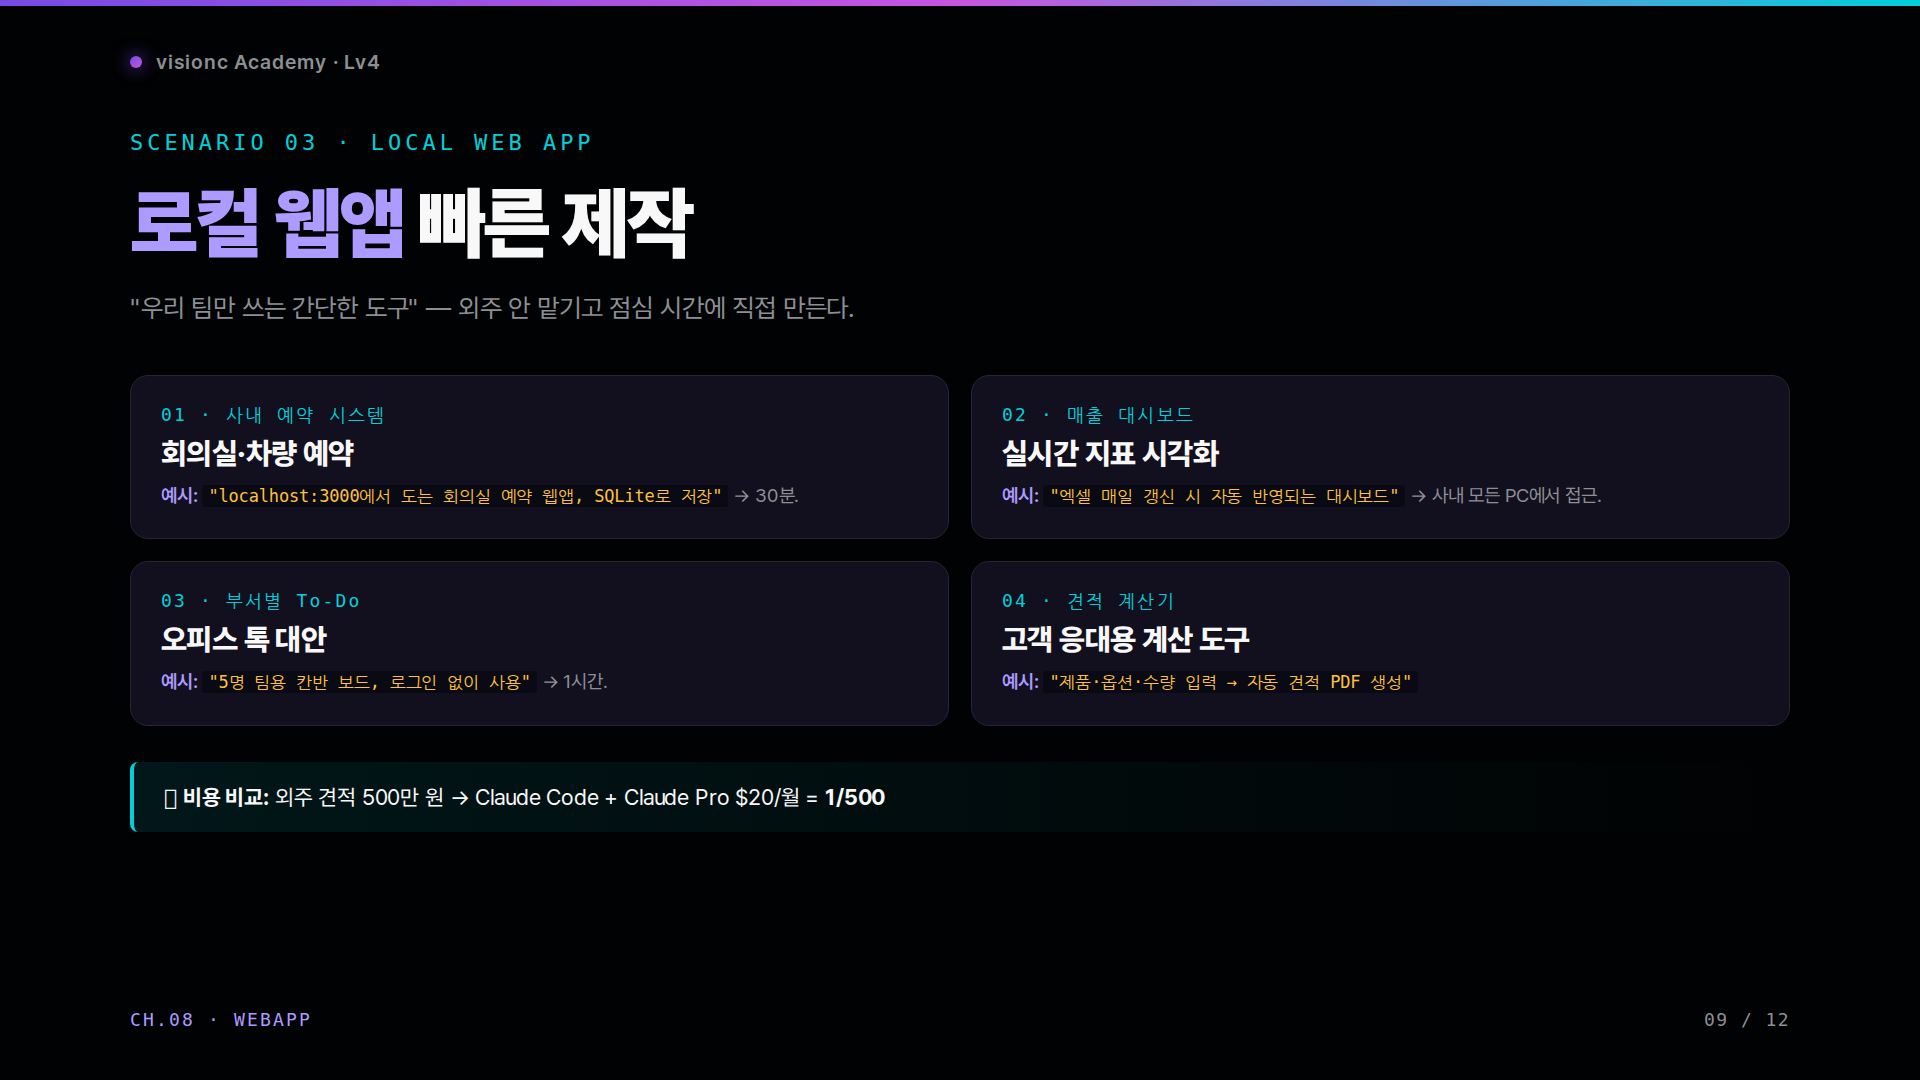 visionc Academy · Lv4
SCENARIO 03 · LOCAL WEB APP
로컬 웹앱 빠른 제작
"우리 팀만 쓰는 간단한 도구" — 외주 안 맡기고 점심 시간에 직접 만든다.
01 · 사내 예약 시스템
회의실·차량 예약
예시: "localhost:3000에서 도는 회의실 예약 웹앱, SQLite로 저장" → 30분.
02 · 매출 대시보드
실시간 지표 시각화
예시: "엑셀 매일 갱신 시 자동 반영되는 대시보드" → 사내 모든 PC에서 접근.
03 · 부서별 To-Do
오피스 톡 대안
예시: "5명 팀용 칸반 보드, 로그인 없이 사용" → 1시간.
04 · 견적 계산기
고객 응대용 계산 도구
예시: "제품·옵션·수량 입력 → 자동 견적 PDF 생성"
비용 비교: 외주 견적 500만 원 → Claude Code + Claude Pro $20/월 = 1/500
CH.08 · WEBAPP
09 / 12